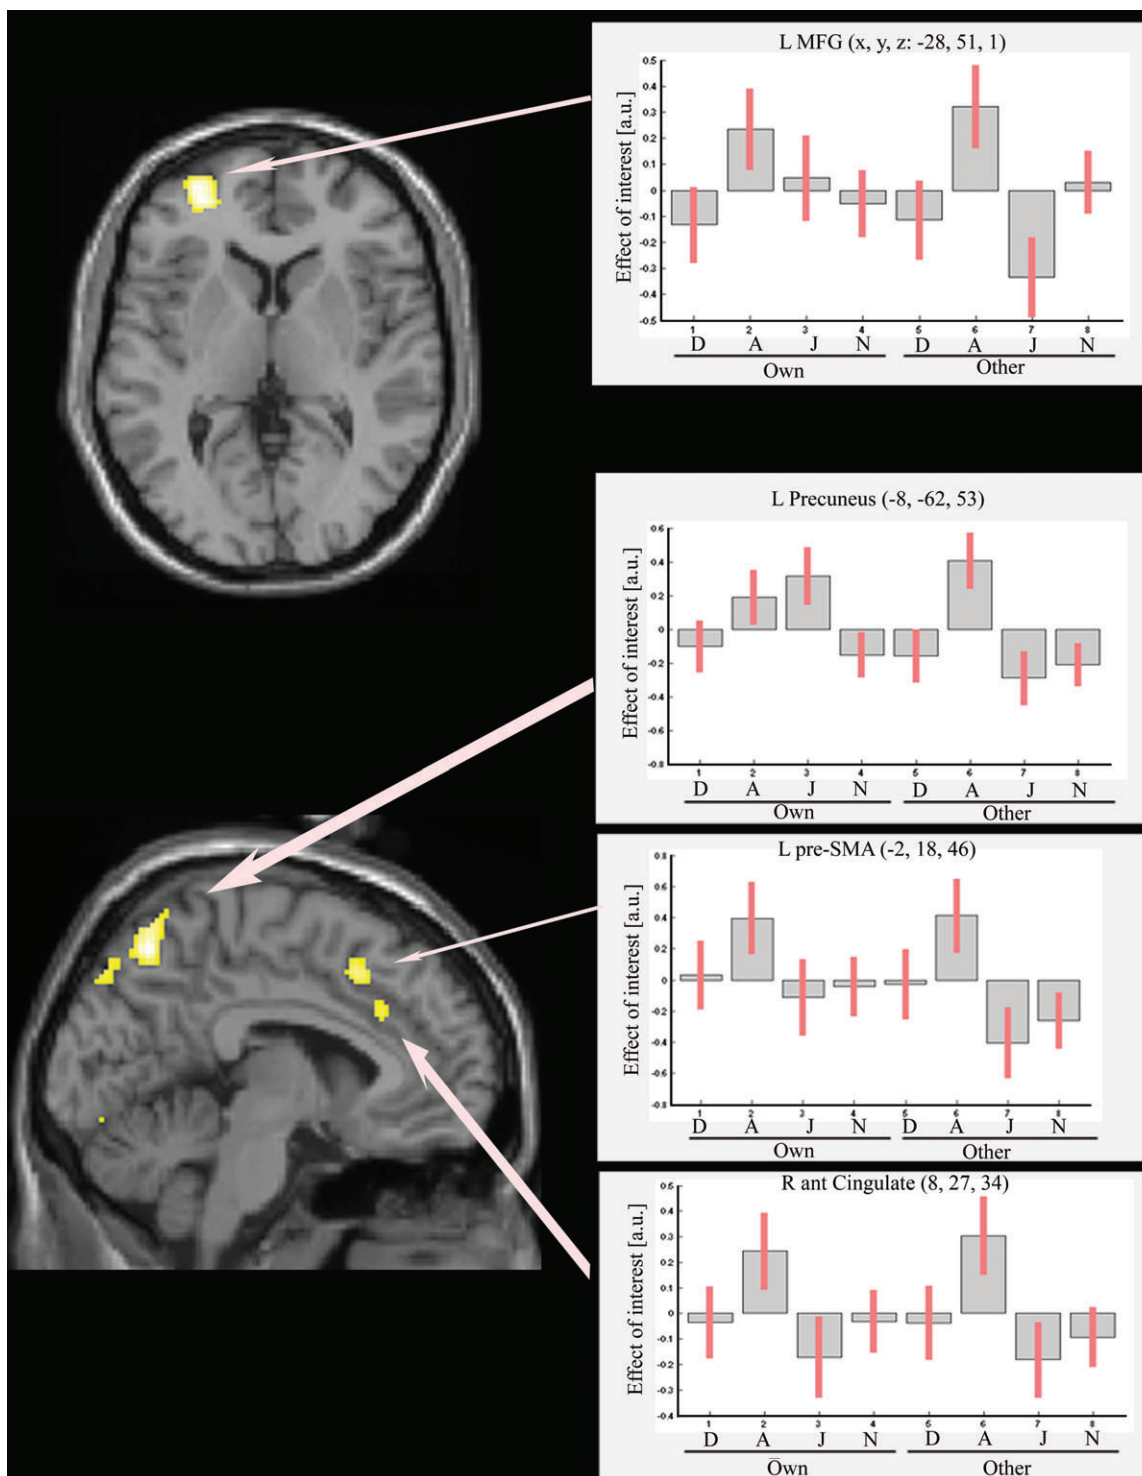 L MFG (x, y, z: -28, 51, 1)
Effect of interest [a.u.]
0.5
0.4
0.3
0.2
0.1
0
-0.1
-0.2
-0.3
-0.4
-0.5
1 2 3 4 5 6 7 8
D A J N D A J N
Own Other
L Precuneus (-8, -62, 53)
Effect of interest [a.u.]
0.6
0.4
0.2
0
-0.2
-0.4
-0.6
-0.8
1 2 3 4 5 6 7 8
D A J N D A J N
Own Other
L pre-SMA (-2, 18, 46)
Effect of interest [a.u.]
0.8
0.6
0.4
0.2
0
-0.2
-0.4
-0.6
-0.8
1 2 3 4 5 6 7 8
D A J N D A J N
Own Other
R ant Cingulate (8, 27, 34)
Effect of interest [a.u.]
0.5
0.4
0.3
0.2
0.1
0
-0.1
-0.2
-0.3
-0.4
1 2 3 4 5 6 7 8
D A J N D A J N
Own Other